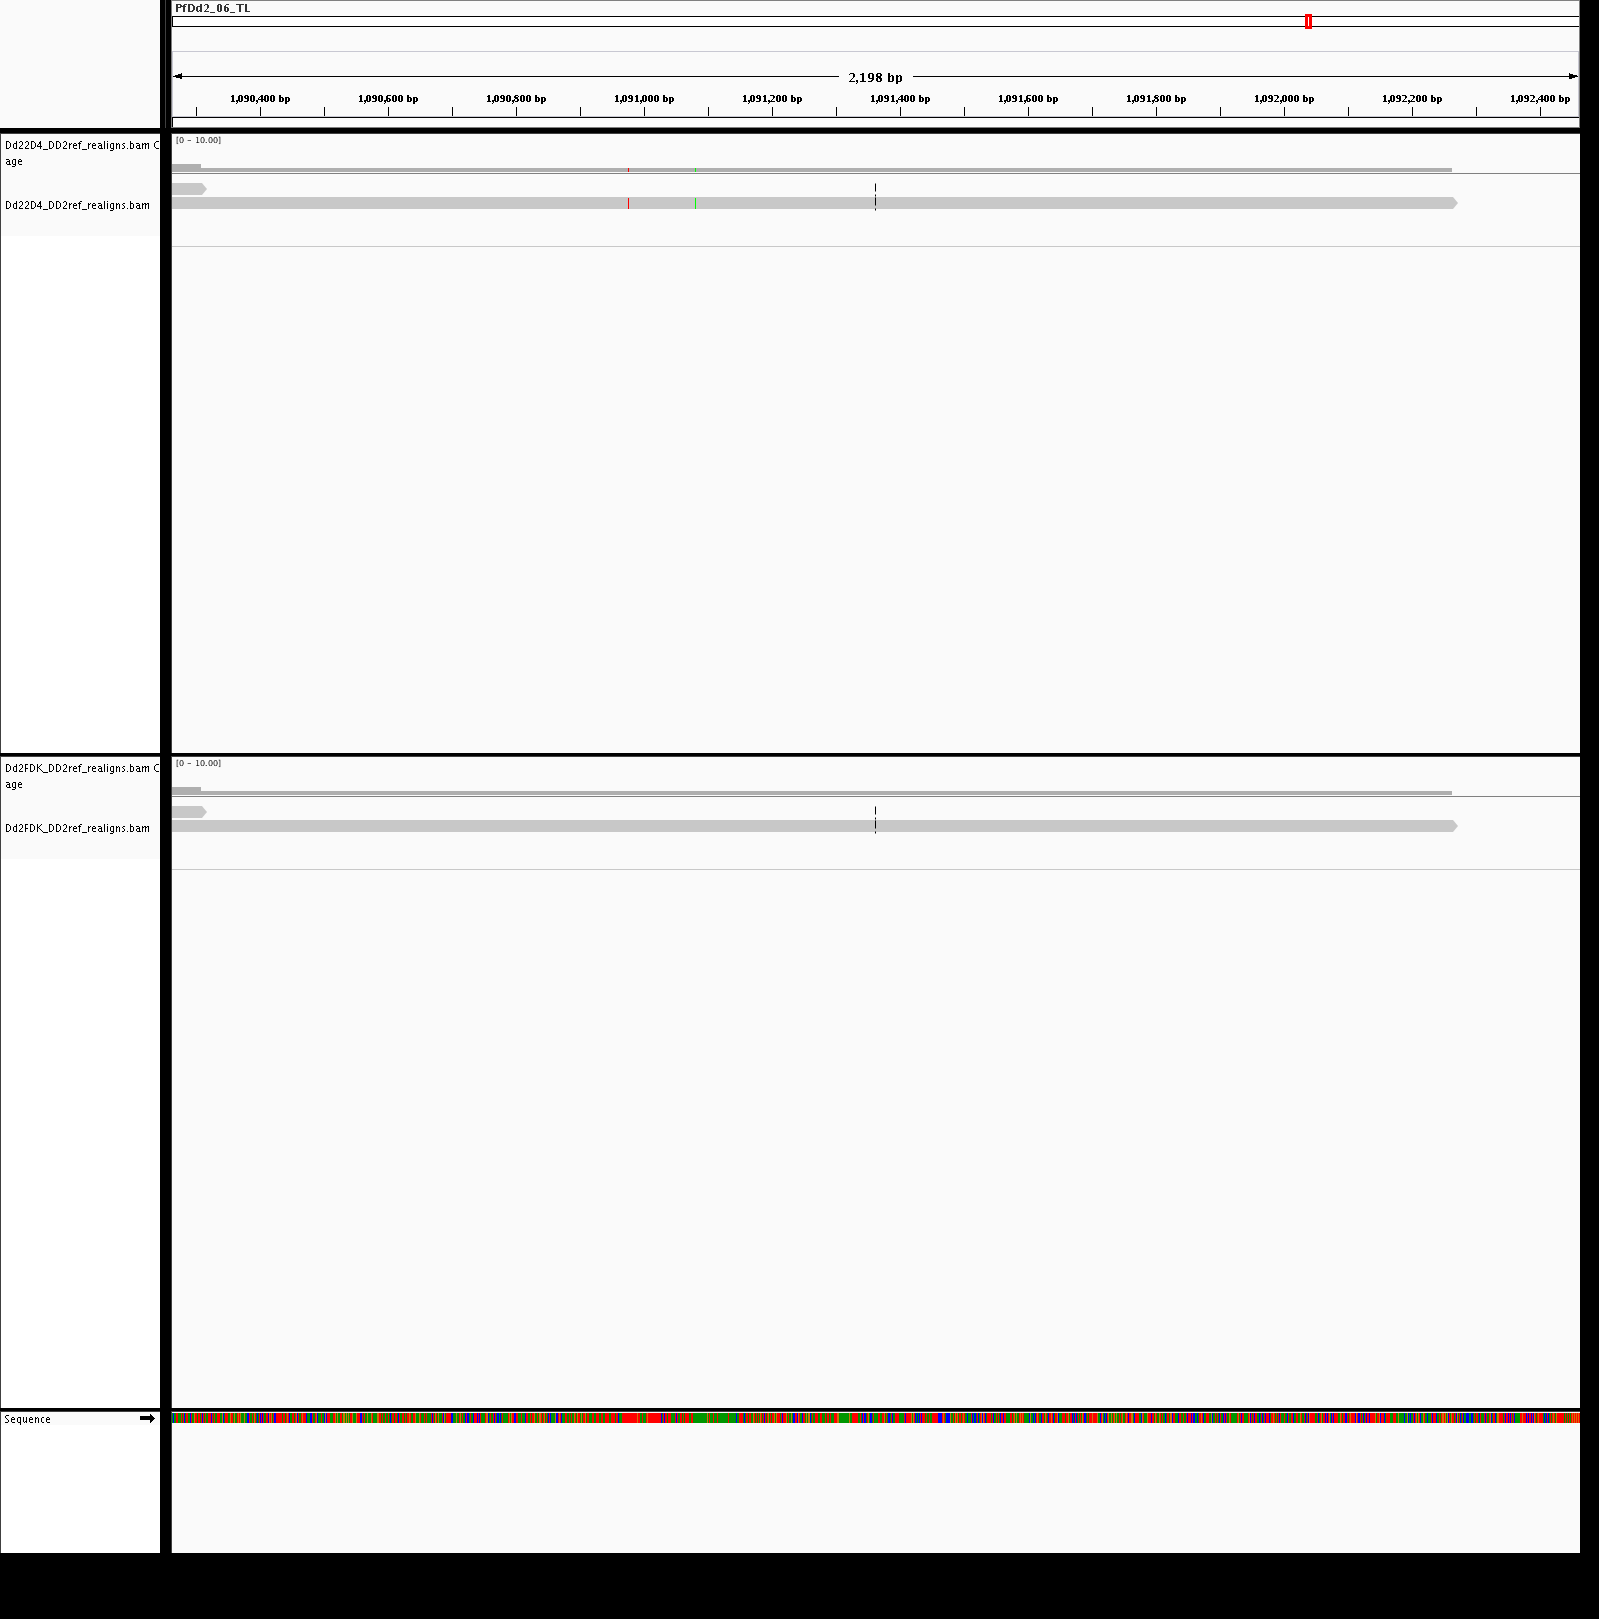 PfDd2_06_TL
2,198 bp
1,090,400 bp 1,090,600 bp 1,090,800 bp 1,091,000 bp 1,091,200 bp 1,091,400 bp 1,091,600 bp 1,091,800 bp 1,092,000 bp 1,092,200 bp 1,092,400 bp
[0 - 10.00]
Dd22D4_DD2ref_realigns.bam C
age
Dd22D4_DD2ref_realigns.bam
[0 - 10.00]
Dd2FDK_DD2ref_realigns.bam C
age
Dd2FDK_DD2ref_realigns.bam
Sequence